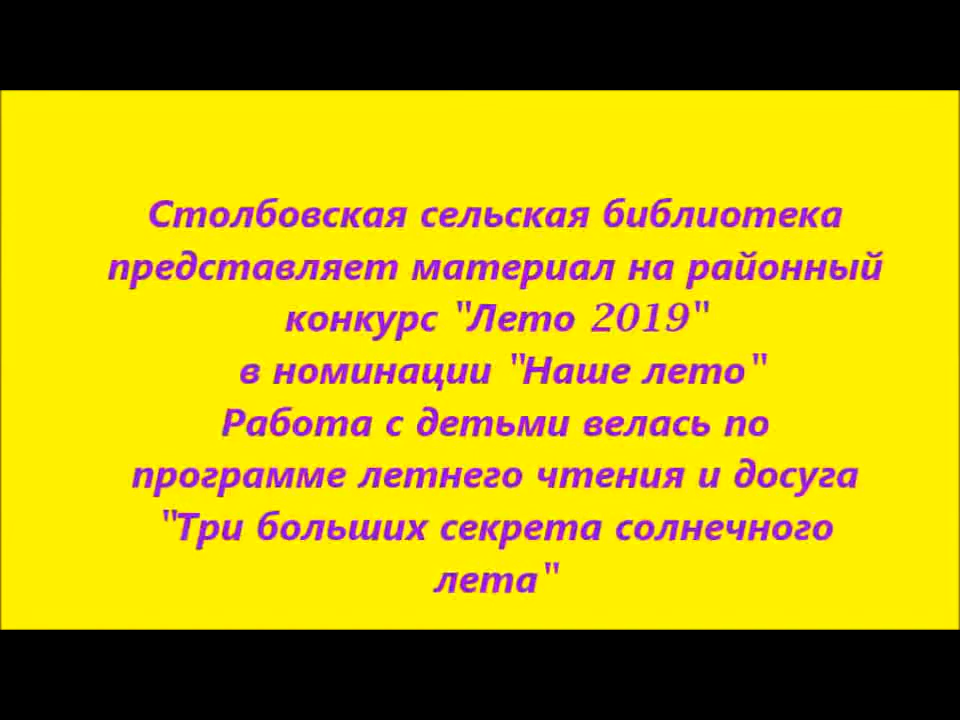 Столбовская сельская библиотека
представляет материал на районный
конкурс "Лето 2019"
в номинации "Наше лето"
Работа с детьми велась по
программе летнего чтения и досуга
"Три больших секрета солнечного
лета"